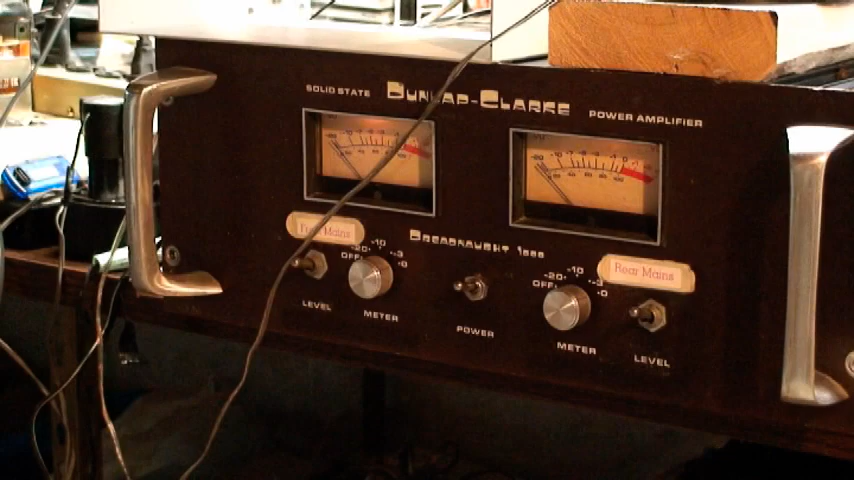 SOLID STATE
DUNLAP-CLARKE
POWER AMPLIFIER
Front Mains
DREADNAUGHT 1000
Rear Mains
-20 -10 -3
OFF 0
-20 -10 -3
OFF 0
LEVEL
METER
POWER
METER
LEVEL